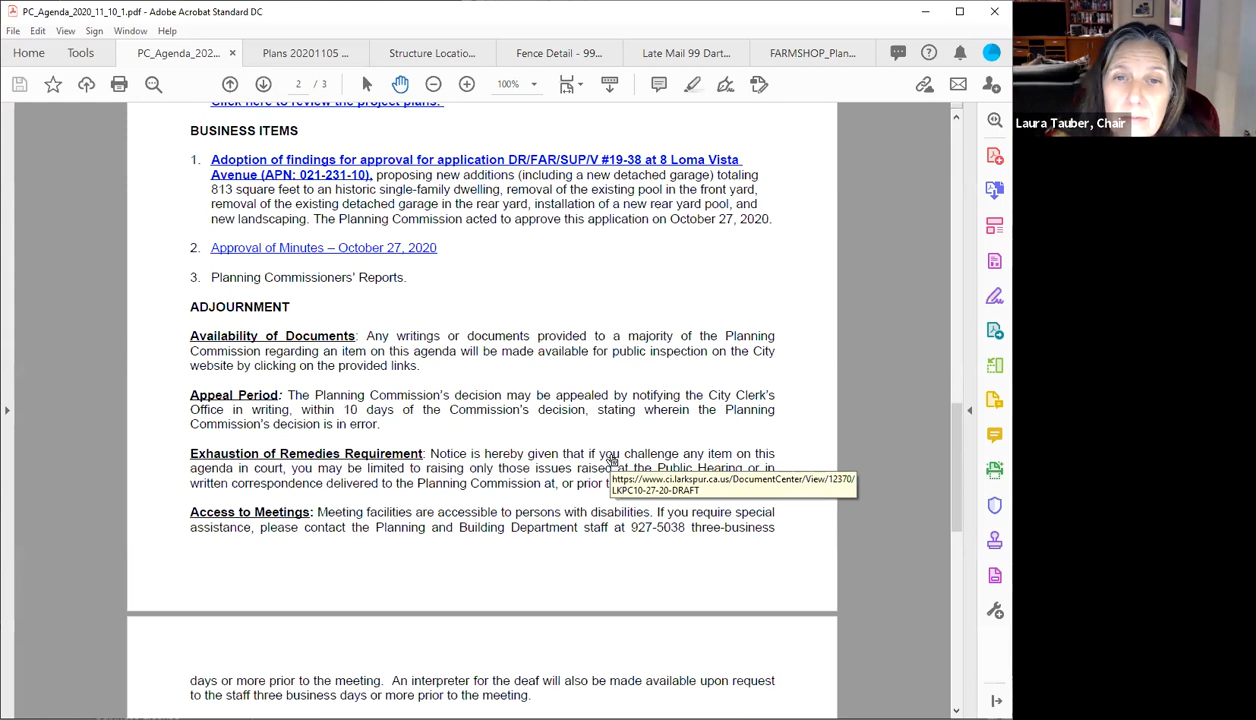 PC_Agenda_2020_11_10_1.pdf - Adobe Acrobat Standard DC
File Edit View Sign Window Help
Home Tools PC_Agenda_202... × Plans 20201105 ... Structure Locatio... Fence Detail - 99... Late Mail 99 Dart... FARMSHOP_Plan...
2 / 3 100%
Click here to review the project plans.
Laura Tauber, Chair
BUSINESS ITEMS
1. Adoption of findings for approval for application DR/FAR/SUP/V #19-38 at 8 Loma Vista
Avenue (APN: 021-231-10), proposing new additions (including a new detached garage) totaling
813 square feet to an historic single-family dwelling, removal of the existing pool in the front yard,
removal of the existing detached garage in the rear yard, installation of a new rear yard pool, and
new landscaping. The Planning Commission acted to approve this application on October 27, 2020.
2. Approval of Minutes – October 27, 2020
3. Planning Commissioners' Reports.
ADJOURNMENT
Availability of Documents: Any writings or documents provided to a majority of the Planning
Commission regarding an item on this agenda will be made available for public inspection on the City
website by clicking on the provided links.
Appeal Period: The Planning Commission's decision may be appealed by notifying the City Clerk's
Office in writing, within 10 days of the Commission's decision, stating wherein the Planning
Commission's decision is in error.
Exhaustion of Remedies Requirement: Notice is hereby given that if you challenge any item on this
agenda in court, you may be limited to raising only those issues raised at the Public Hearing or in
written correspondence delivered to the Planning Commission at, or prior
https://www.ci.larkspur.ca.us/DocumentCenter/View/12370/
LKPC10-27-20-DRAFT
Access to Meetings: Meeting facilities are accessible to persons with disabilities. If you require special
assistance, please contact the Planning and Building Department staff at 927-5038 three-business
days or more prior to the meeting. An interpreter for the deaf will also be made available upon request
to the staff three business days or more prior to the meeting.